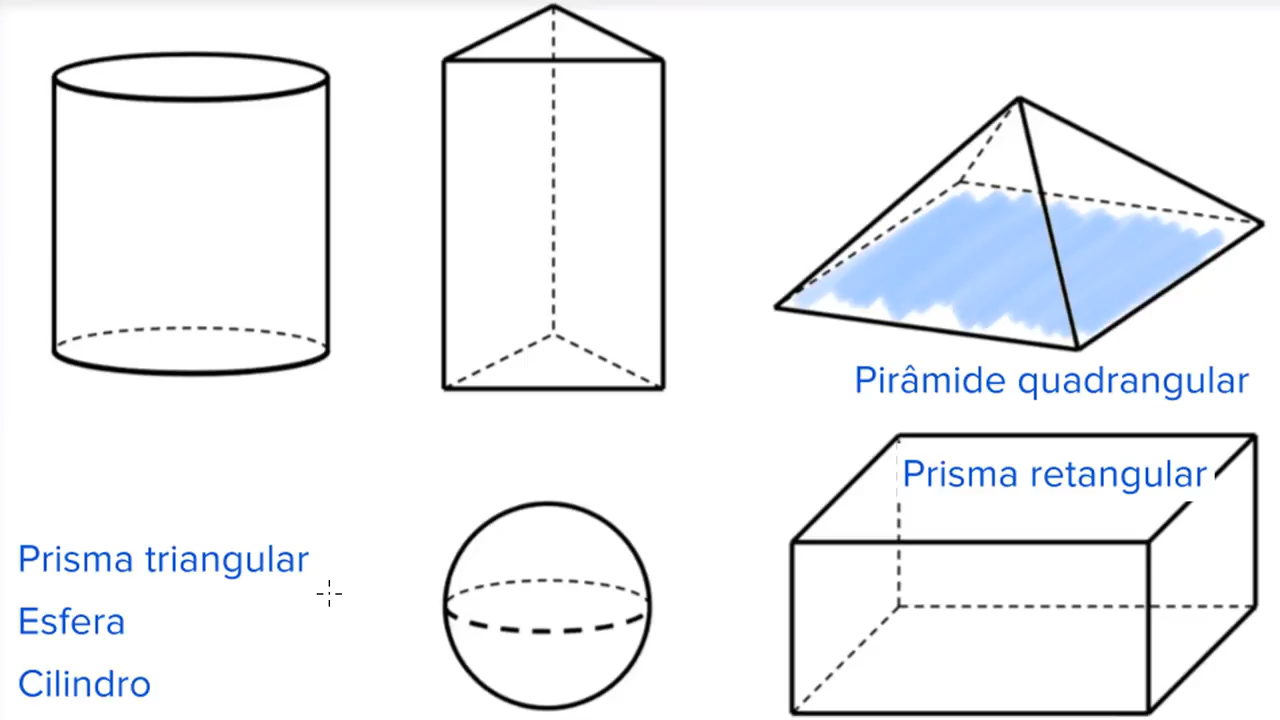 Pirâmide quadrangular
Prisma retangular
Prisma triangular
Esfera
Cilindro